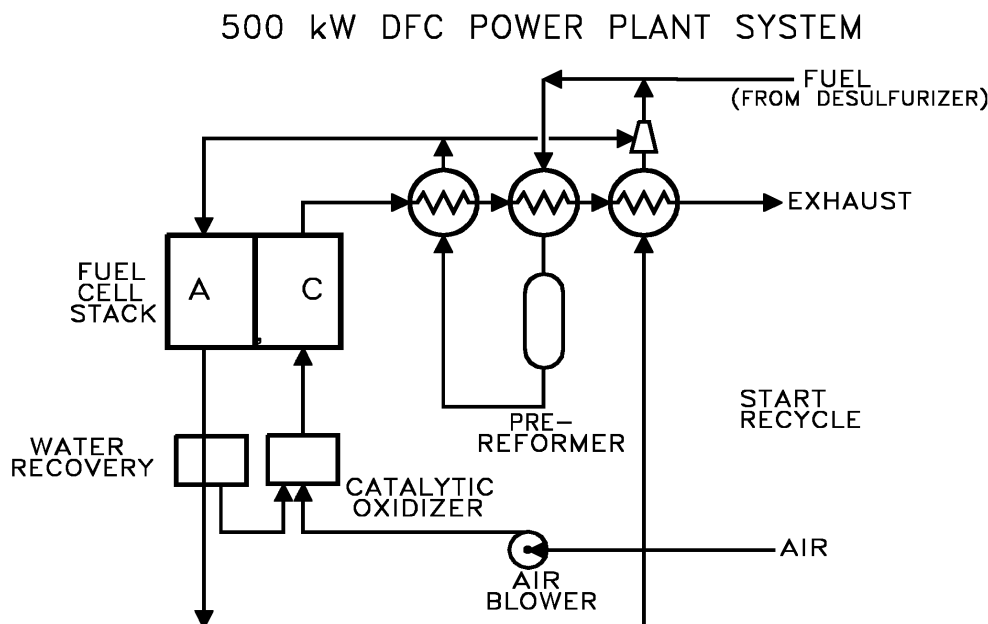 500 kW DFC POWER PLANT SYSTEM
FUEL
(FROM DESULFURIZER)
EXHAUST
FUEL
CELL
STACK
A
C
START
RECYCLE
PRE-
REFORMER
WATER
RECOVERY
CATALYTIC
OXIDIZER
AIR
AIR
BLOWER